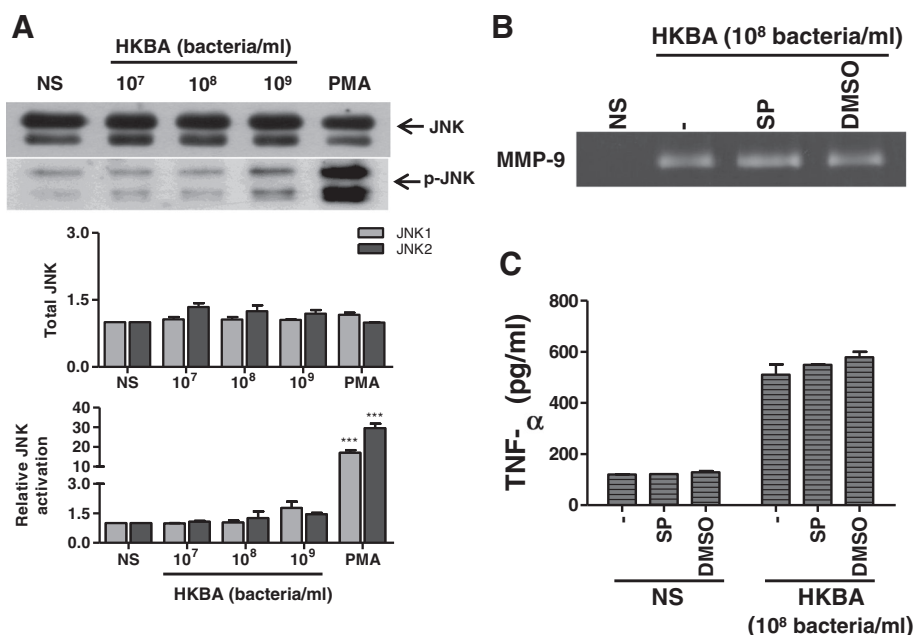 A
HKBA (bacteria/ml)
NS 10⁷ 10⁸ 10⁹ PMA
JNK
p-JNK
JNK1
JNK2
Total JNK
3.0
1.5
0.0
NS 10⁷ 10⁸ 10⁹ PMA
Relative JNK
activation
40
30
20
10
3.0
1.5
0.0
*** ***
NS 10⁷ 10⁸ 10⁹ PMA
HKBA (bacteria/ml)
B
HKBA (10⁸ bacteria/ml)
NS - SP DMSO
MMP-9
C
TNF-α (pg/ml)
800
600
400
200
0
- SP DMSO - SP DMSO
NS HKBA
(10⁸ bacteria/ml)